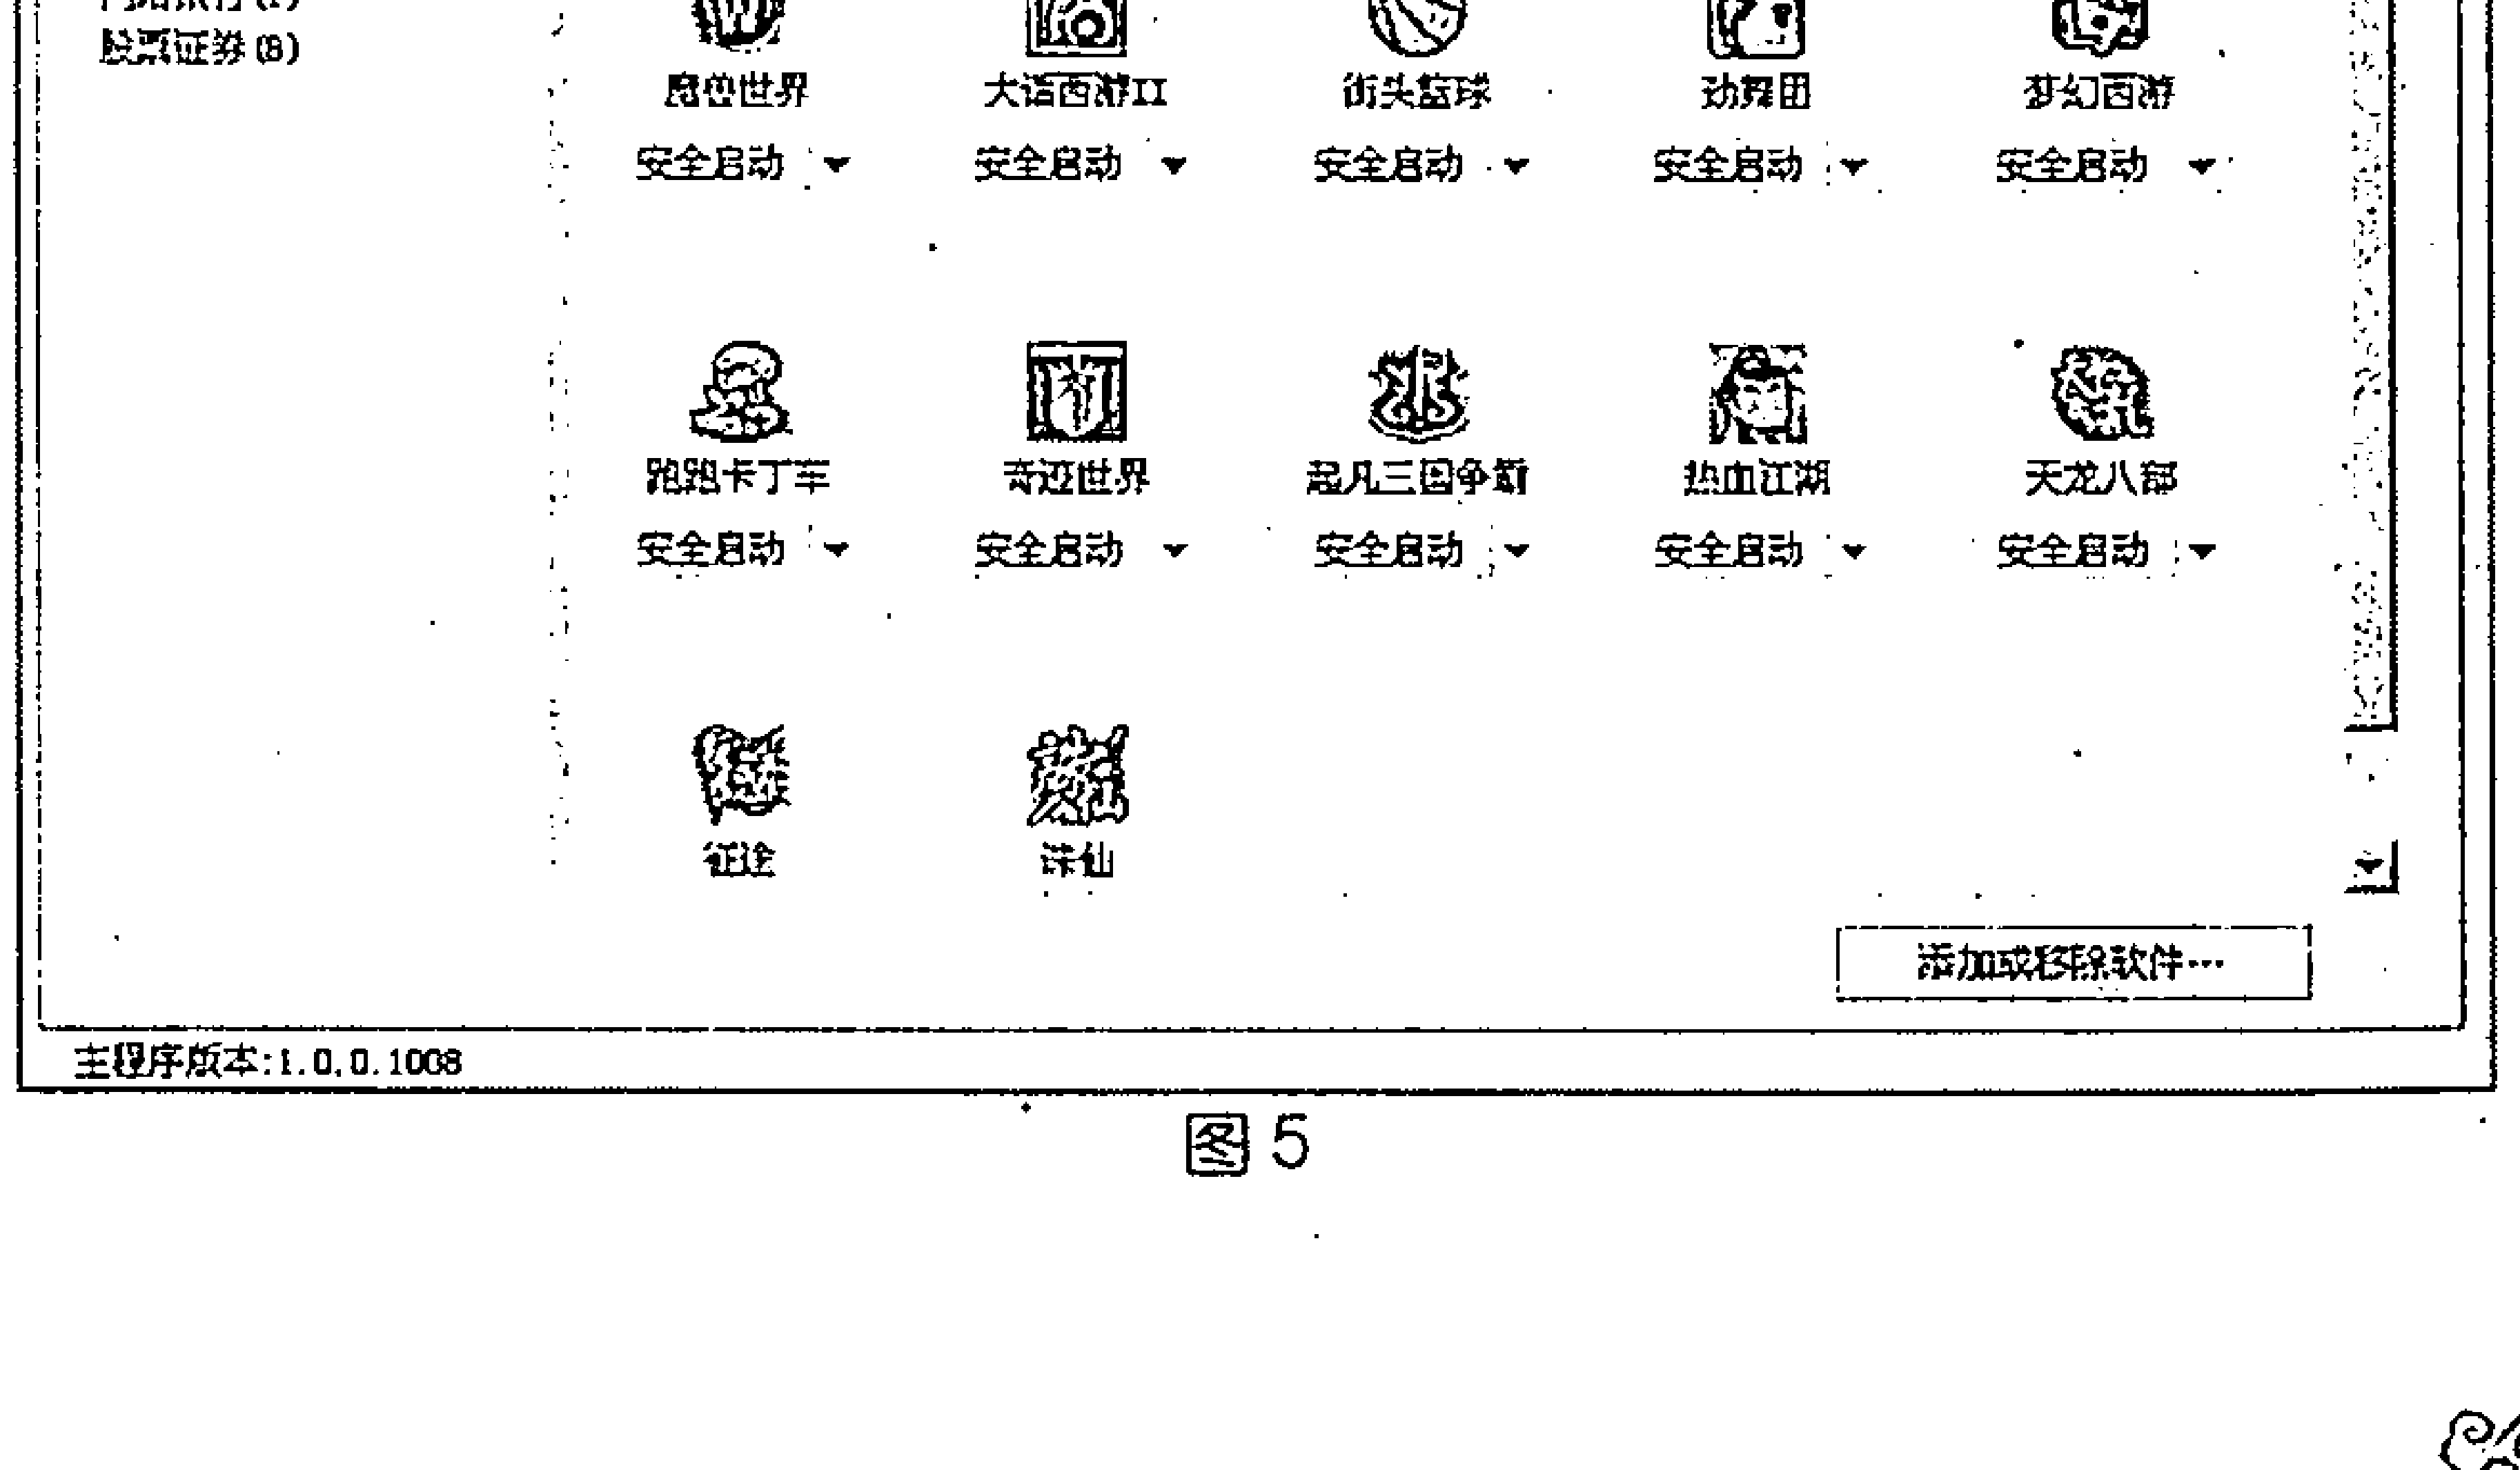 股票证券(8)
魔兽世界 大话西游II 街头篮球 劲舞团 梦幻西游
安全启动 安全启动 安全启动 安全启动 安全启动
跑跑卡丁车 奇迹世界 起凡三国争霸 热血江湖 天龙八部
安全启动 安全启动 安全启动 安全启动 安全启动
征途 诛仙
添加或移除软件…
主程序版本:1.0.0.1008
图 5